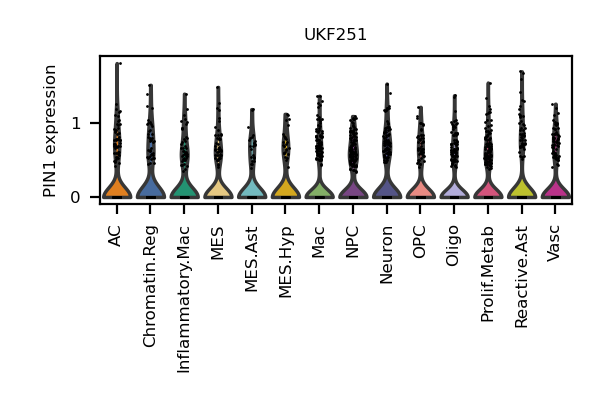 UKF251
PIN1 expression
1
0
AC
Chromatin.Reg
Inflammatory.Mac
MES
MES.Ast
MES.Hyp
Mac
NPC
Neuron
OPC
Oligo
Prolif.Metab
Reactive.Ast
Vasc